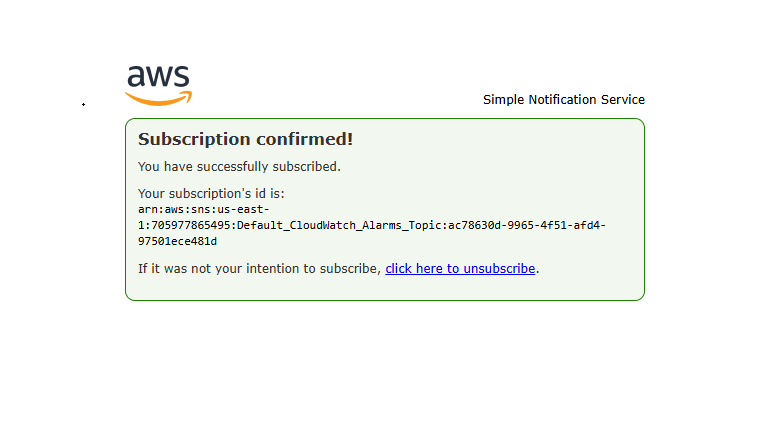 aws
Simple Notification Service
Subscription confirmed!
You have successfully subscribed.
Your subscription's id is:
arn:aws:sns:us-east-
1:705977865495:Default_CloudWatch_Alarms_Topic:ac78630d-9965-4f51-afd4-
97501ece481d
If it was not your intention to subscribe, click here to unsubscribe.